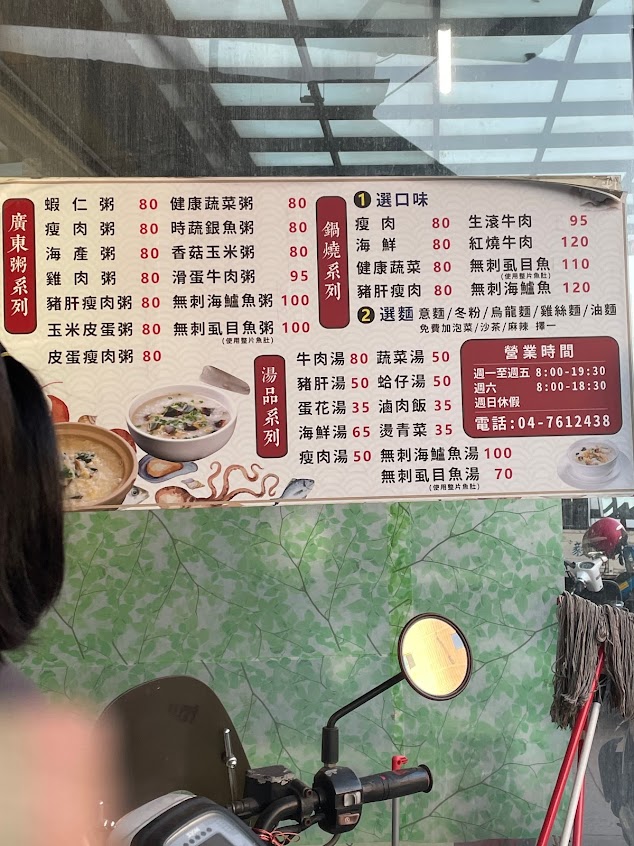 廣東粥系列
蝦仁粥 80 健康蔬菜粥 80
瘦肉粥 80 時蔬銀魚粥 80
海產粥 80 香菇玉米粥 80
雞肉粥 80 滑蛋牛肉粥 95
豬肝瘦肉粥 80 無刺海鱸魚粥 100
玉米皮蛋粥 80 無刺虱目魚粥 100
(使用整片魚肚)
皮蛋瘦肉粥 80
鍋燒系列
1 選口味
瘦肉 80 生滾牛肉 95
海鮮 80 紅燒牛肉 120
健康蔬菜 80 無刺虱目魚 110
(使用整片魚肚)
豬肝瘦肉 80 無刺海鱸魚 120
2 選麵 意麵/冬粉/烏龍麵/雞絲麵/油麵
免費加泡菜/沙茶/麻辣 擇一
湯品系列
牛肉湯 80 蔬菜湯 50
豬肝湯 50 蛤仔湯 50
蛋花湯 35 滷肉飯 35
海鮮湯 65 燙青菜 35
瘦肉湯 50 無刺海鱸魚湯 100
無刺虱目魚湯 70
(使用整片魚肚)
營業時間
週一至週五 8:00-19:30
週六 8:00-18:30
週日休假
電話:04-7612438